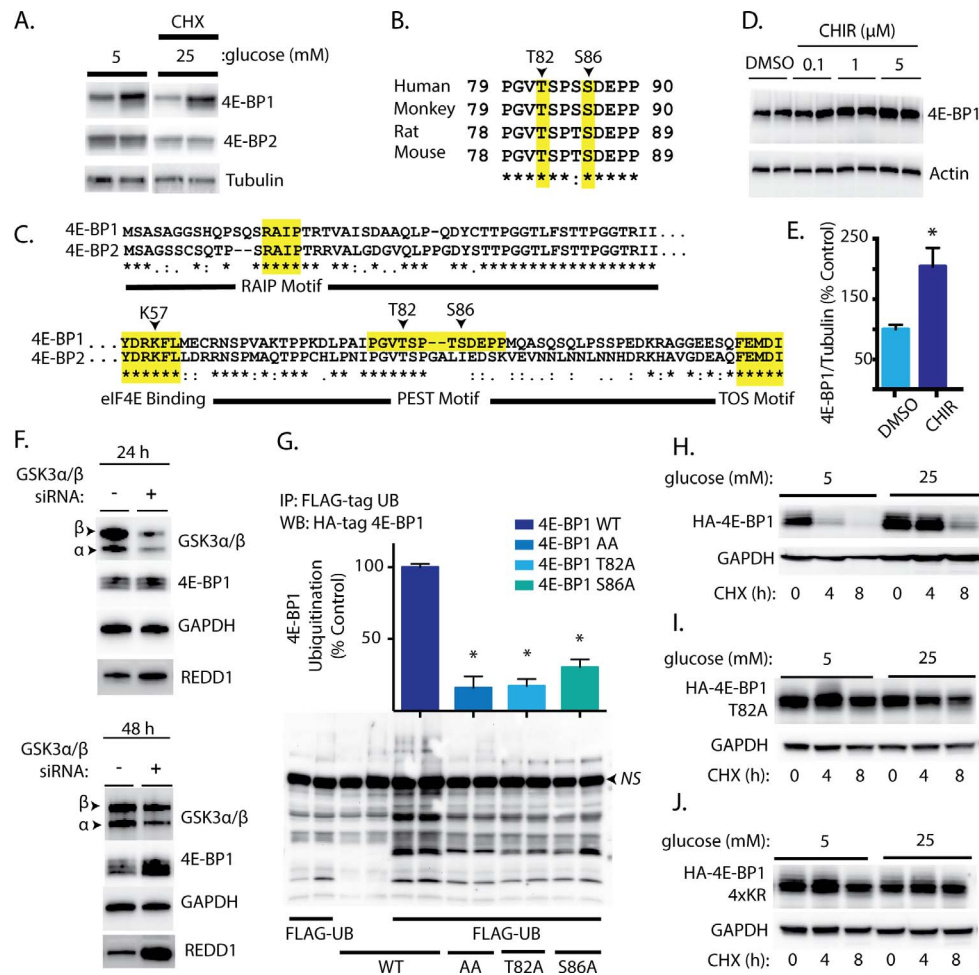 A.
CHX
5 25 :glucose (mM)
4E-BP1
4E-BP2
Tubulin
B.
T82 S86
Human 79 PGVTSPSSDEPP 90
Monkey 79 PGVTSPSSDEPP 90
Rat 78 PGVTSPTSDEPP 89
Mouse 78 PGVTSPTSDEPP 89
******:*****
D.
CHIR (µM)
DMSO 0.1 1 5
4E-BP1
Actin
C.
4E-BP1 MSASAGGSHQPSQSRAIPTRTVAISDAAQLP-QDYCTTPGGTLFSTTPGGTRII ...
4E-BP2 MSAGSSCSQTP--SRAIPTRRVALGDGVQLPPGDYSTTPGGTLFSTTPGGTRII ...
RAIP Motif
K57 T82 S86
4E-BP1 ...YDRKFLMECRNSPVAKTPPKDLPAIPGVTSP--TSDEPPMQASQSQLPSSPEDKRAGGEESQFEMDI
4E-BP2 ...YDRKFLLDRRNSPMAQTPPCHLPNIPGVTSPGALIEDSKVEVNNLNNLNNHDRKHAVGDEAQFEMDI
eIF4E Binding PEST Motif TOS Motif
E.
4E-BP1/Tubulin (% Control)
250
150
50
*
DMSO CHIR
F.
24 h
GSK3α/β
siRNA: - +
β
α
GSK3α/β
4E-BP1
GAPDH
REDD1
48 h
GSK3α/β
siRNA: - +
β
α
GSK3α/β
4E-BP1
GAPDH
REDD1
G.
IP: FLAG-tag UB
WB: HA-tag 4E-BP1
4E-BP1 WT
4E-BP1 AA
4E-BP1 T82A
4E-BP1 S86A
4E-BP1
Ubiquitination
(% Control)
100
50
* * *
NS
FLAG-UB FLAG-UB
WT AA T82A S86A
H.
glucose (mM): 5 25
HA-4E-BP1
GAPDH
CHX (h): 0 4 8 0 4 8
I.
glucose (mM): 5 25
HA-4E-BP1
T82A
GAPDH
CHX (h): 0 4 8 0 4 8
J.
glucose (mM): 5 25
HA-4E-BP1
4xKR
GAPDH
CHX (h): 0 4 8 0 4 8